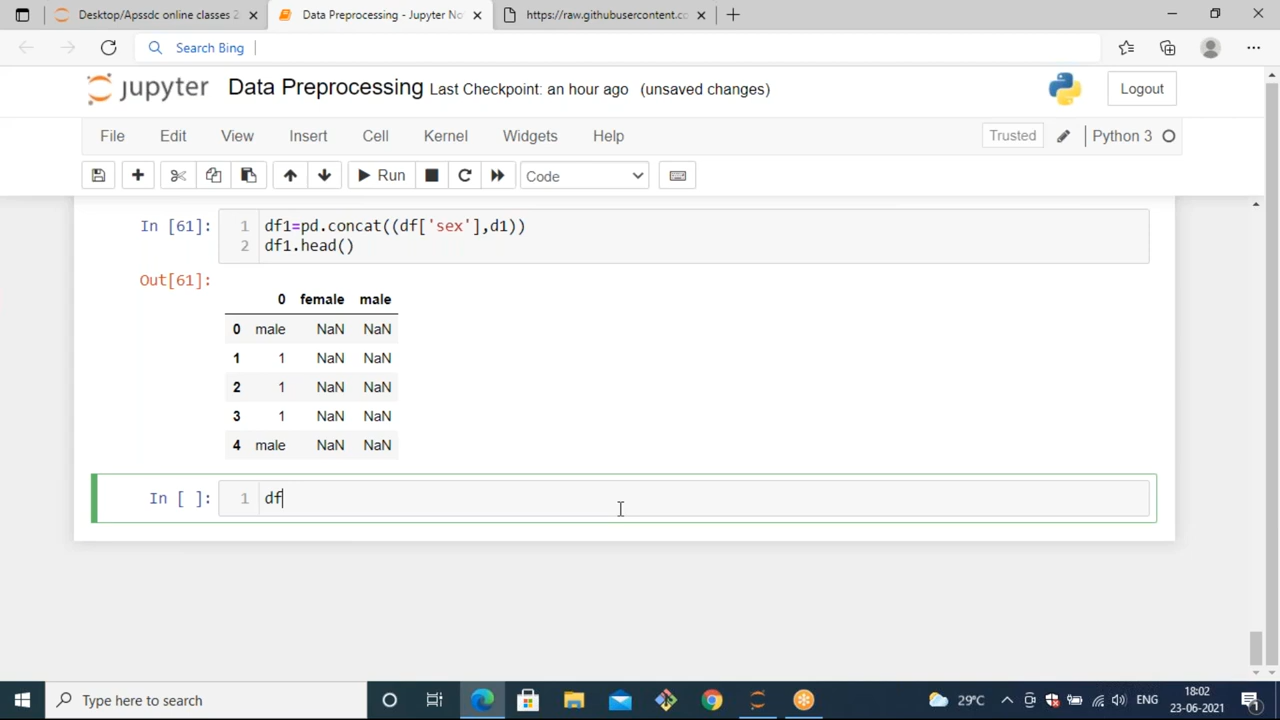 Desktop/Apssdc online classes 2
Data Preprocessing - Jupyter No
https://raw.githubusercontent.co
Search Bing
jupyter Data Preprocessing Last Checkpoint: an hour ago (unsaved changes)
Logout
File Edit View Insert Cell Kernel Widgets Help
Trusted Python 3
Run Code
In [61]: 1 df1=pd.concat((df['sex'],d1))
2 df1.head()
Out[61]:
0 female male
0 male NaN NaN
1 1 NaN NaN
2 1 NaN NaN
3 1 NaN NaN
4 male NaN NaN
In [ ]: 1 df
Type here to search
29°C ENG
18:02
23-06-2021
1